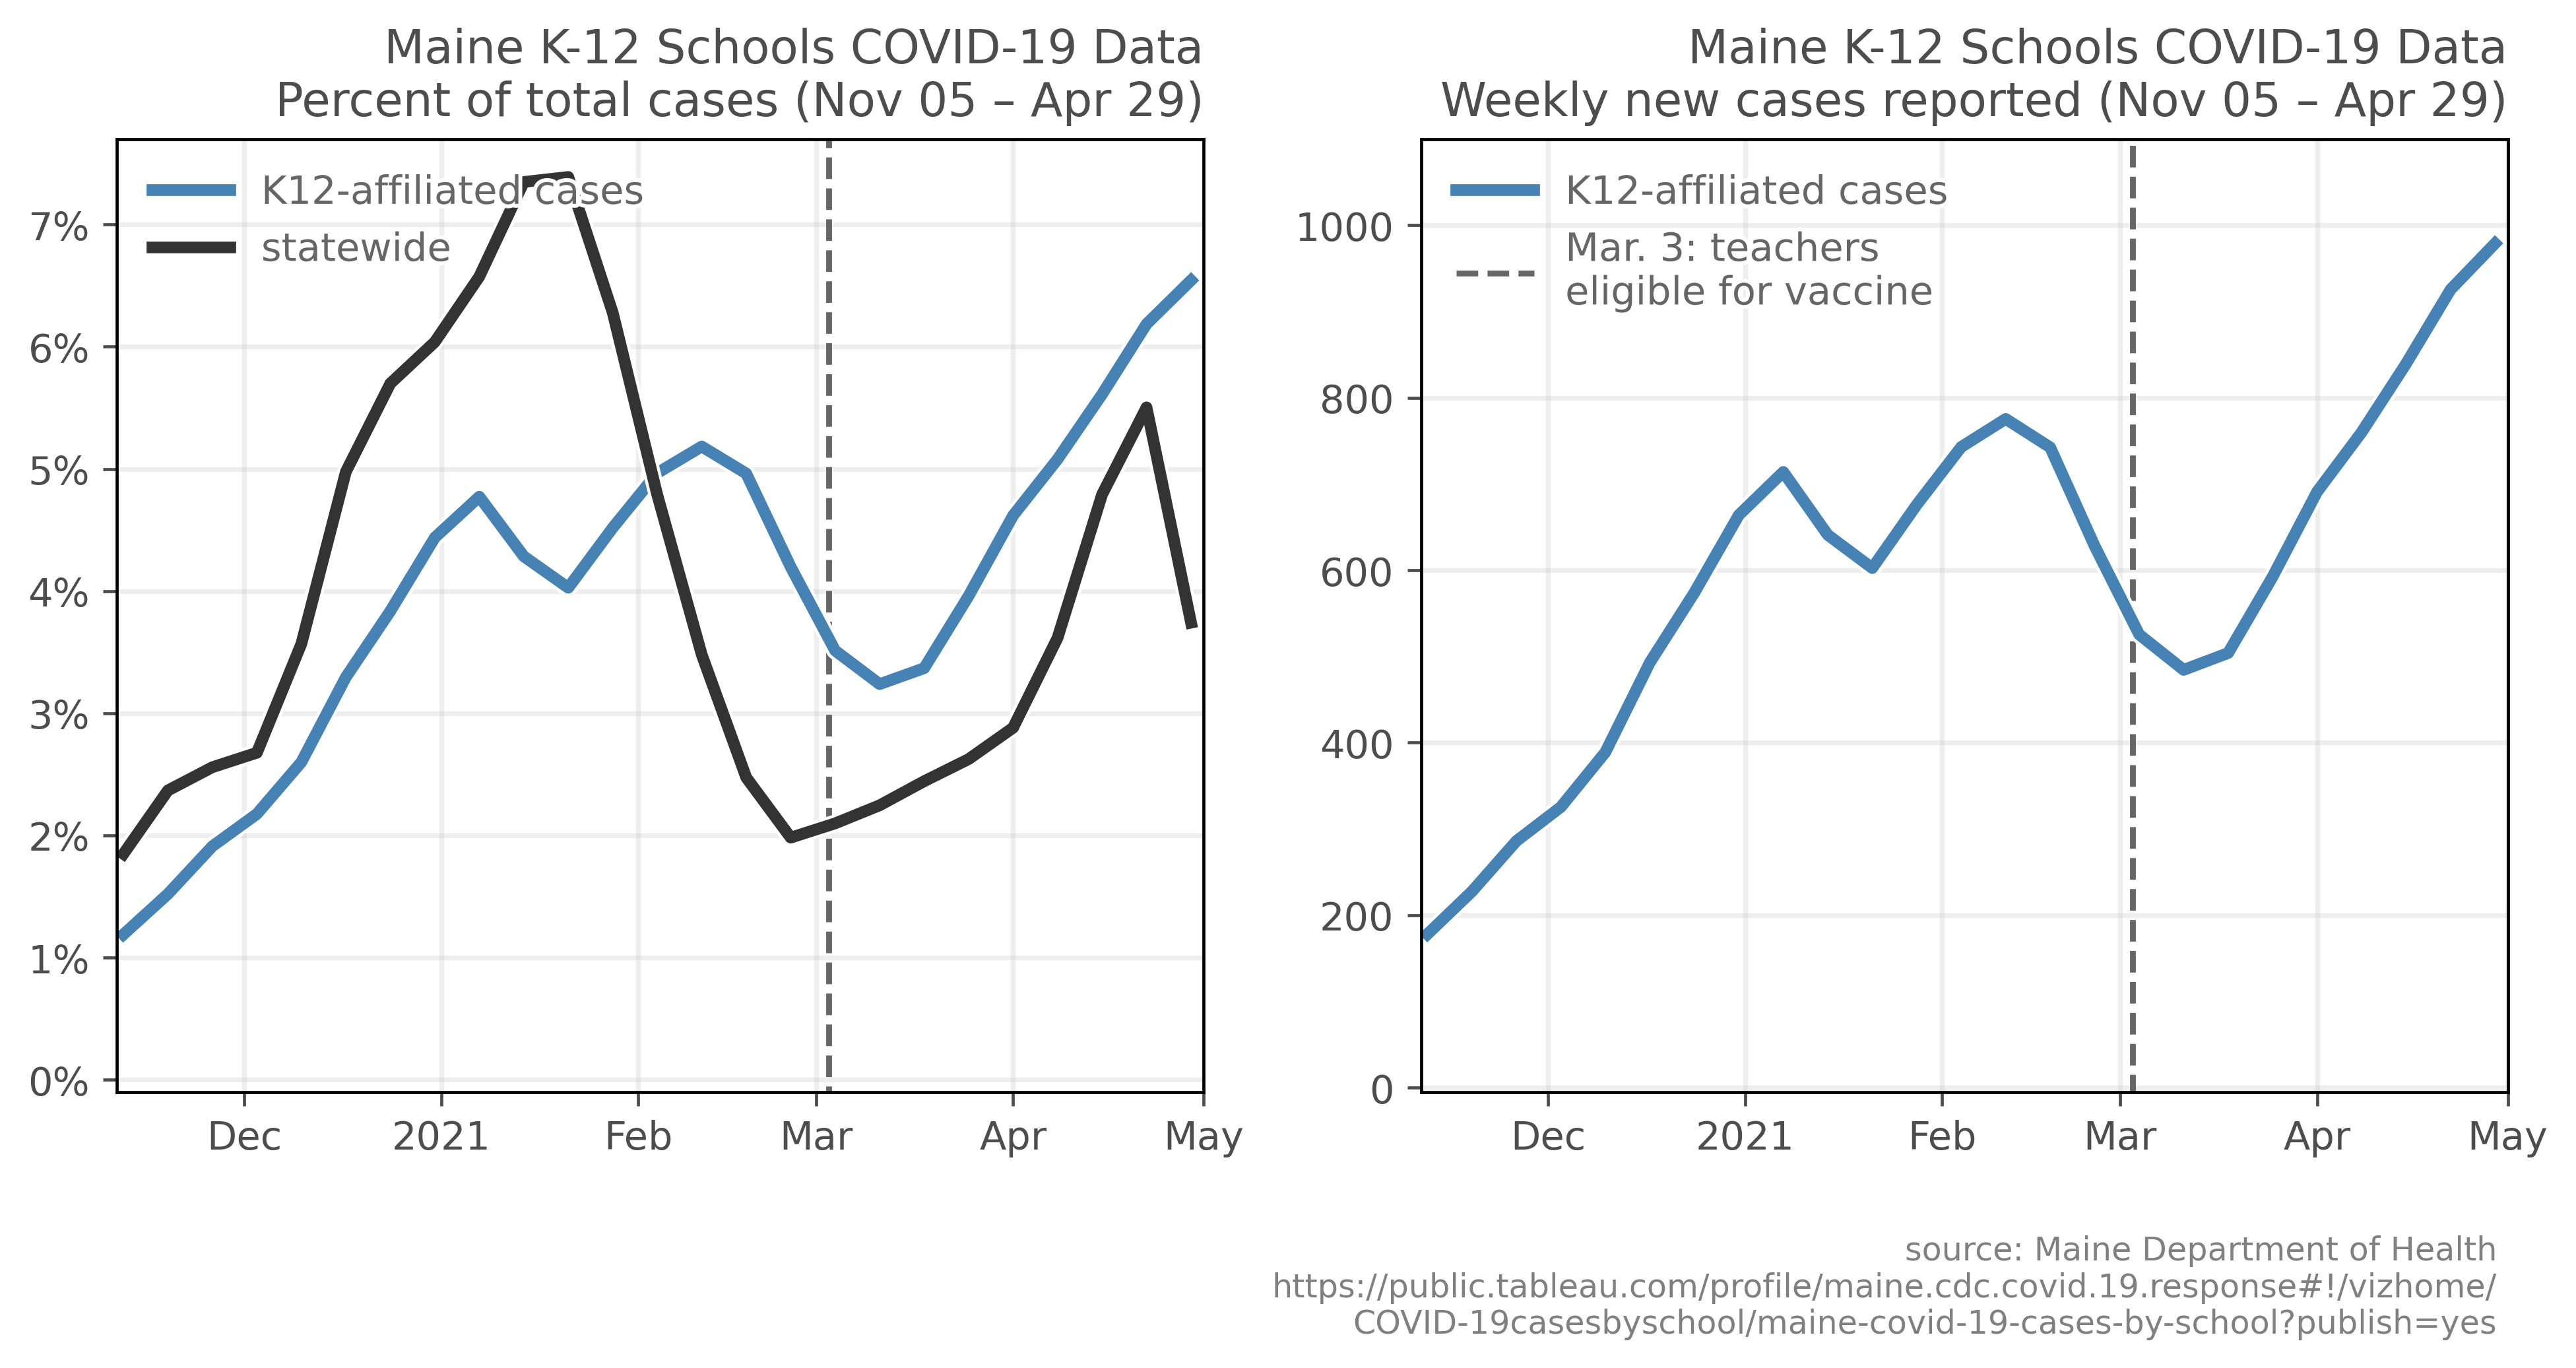 Maine K-12 Schools COVID-19 Data
Percent of total cases (Nov 05 – Apr 29)
K12-affiliated cases
statewide
7%
6%
5%
4%
3%
2%
1%
0%
Dec
2021
Feb
Mar
Apr
May
Maine K-12 Schools COVID-19 Data
Weekly new cases reported (Nov 05 – Apr 29)
K12-affiliated cases
Mar. 3: teachers
eligible for vaccine
1000
800
600
400
200
0
Dec
2021
Feb
Mar
Apr
May
source: Maine Department of Health
https://public.tableau.com/profile/maine.cdc.covid.19.response#!/vizhome/
COVID-19casesbyschool/maine-covid-19-cases-by-school?publish=yes